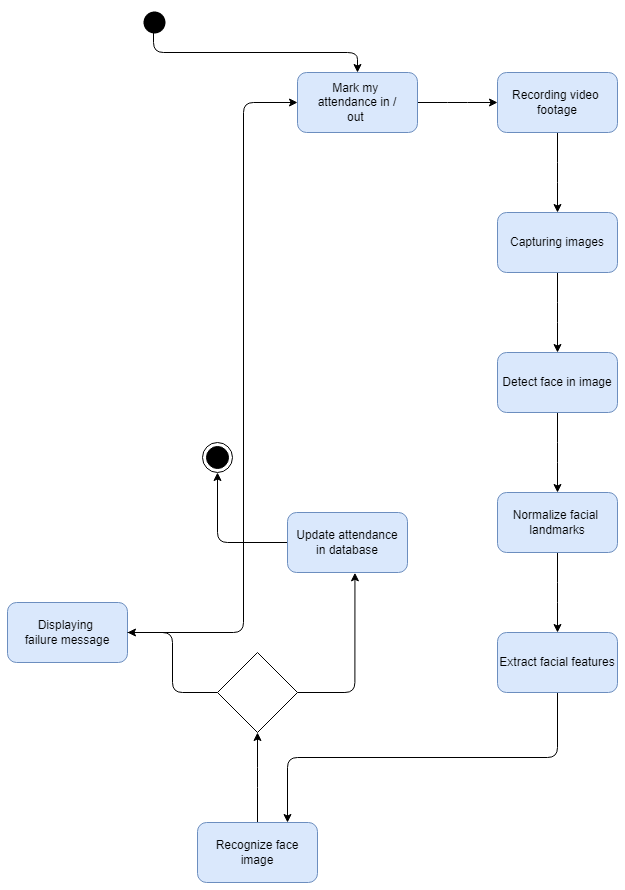 Mark my
attendance in /
out
Recording video
footage
Capturing images
Detect face in image
Normalize facial
landmarks
Update attendance
in database
Displaying
failure message
Extract facial features
Recognize face
image